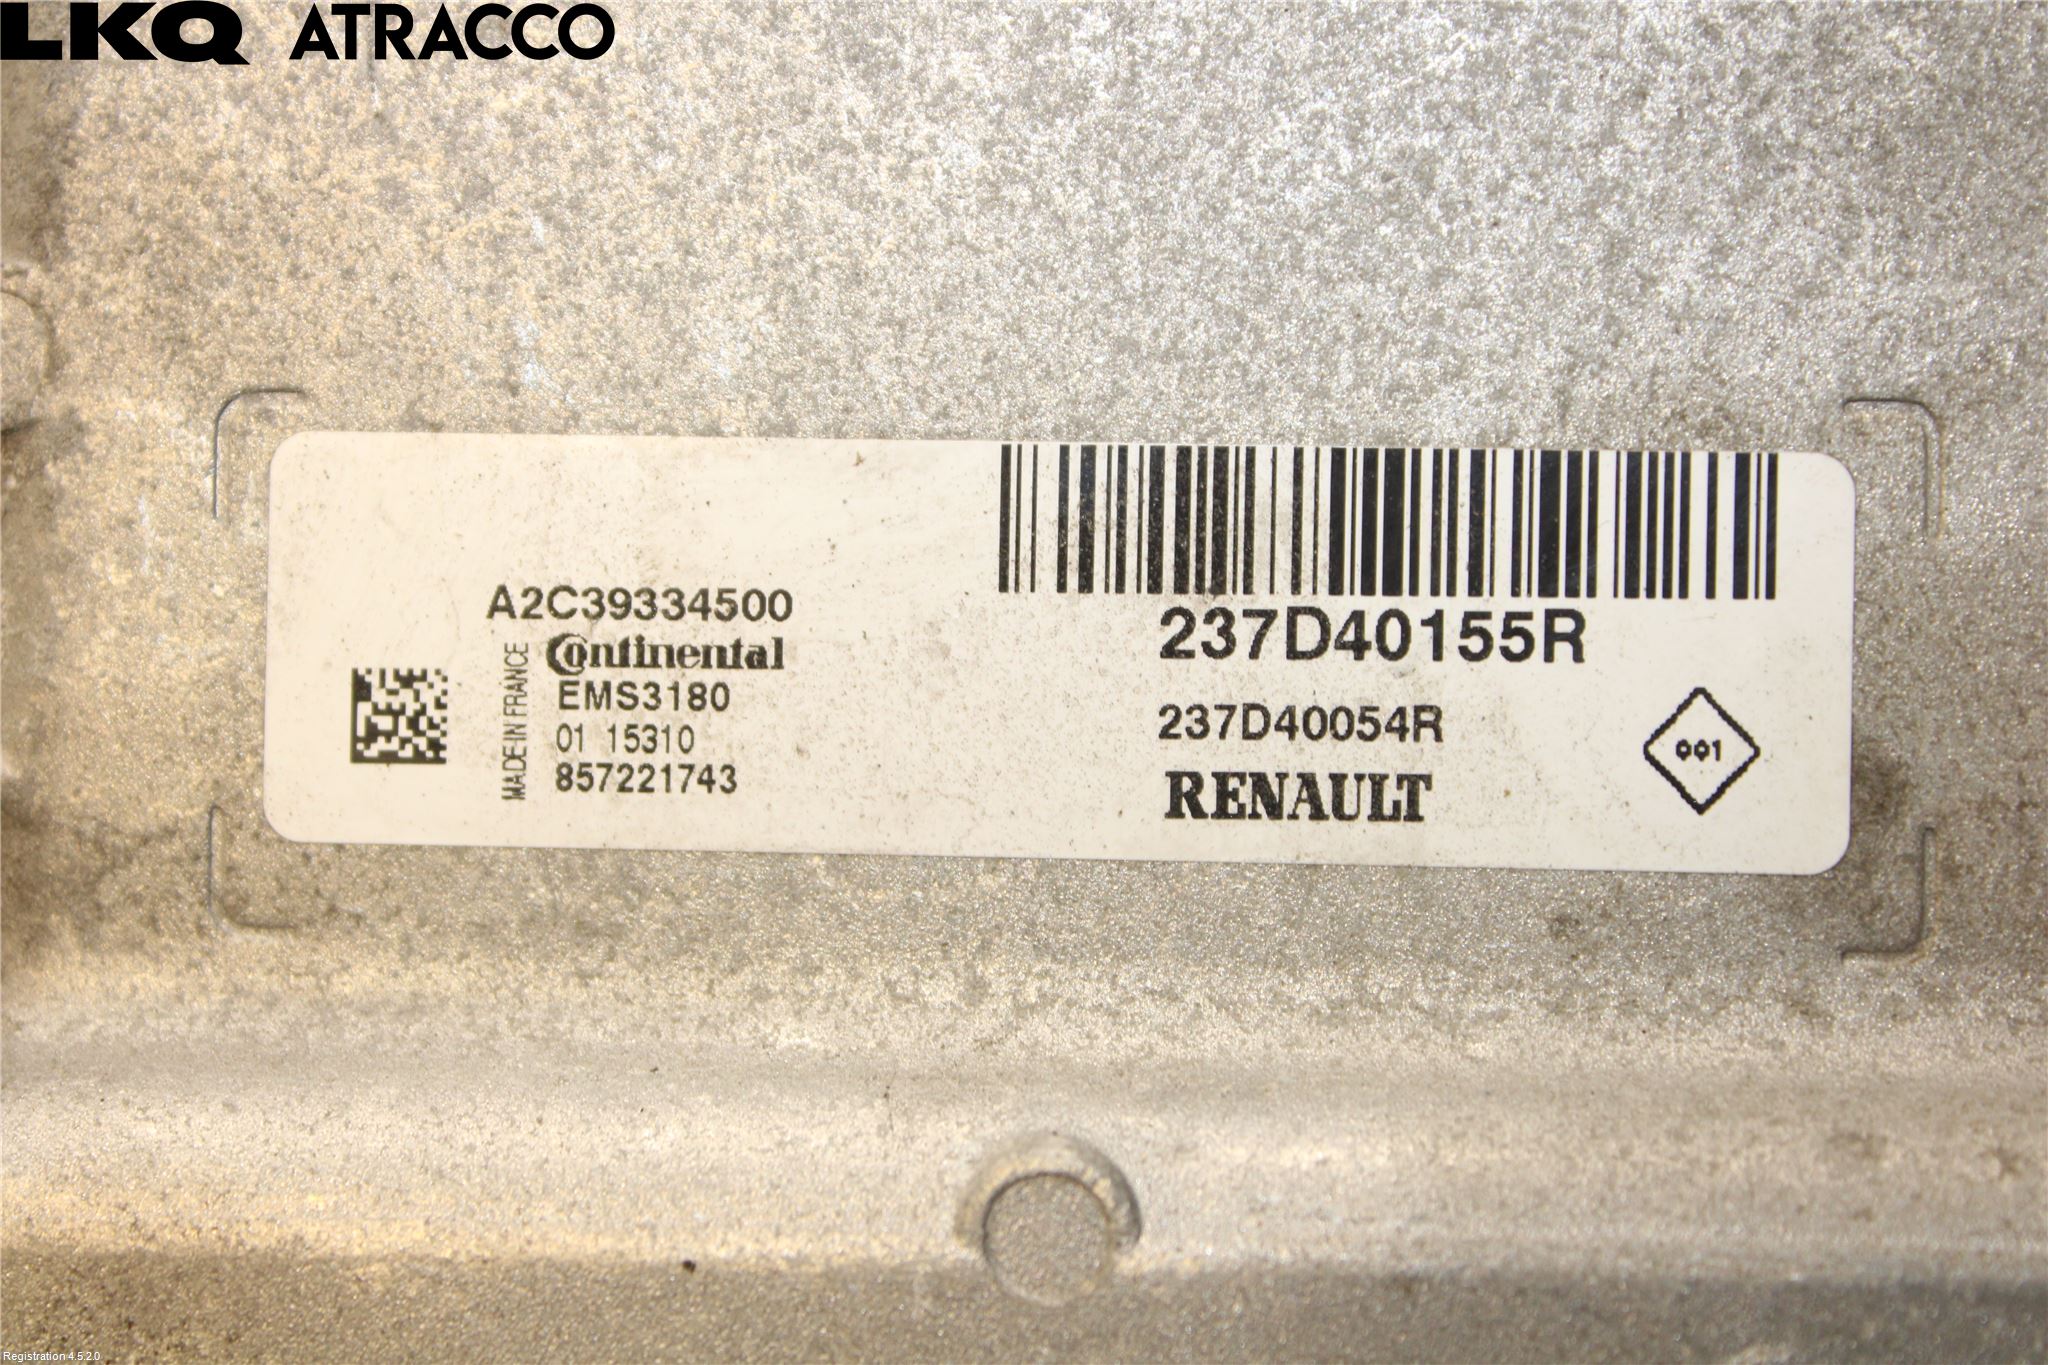 LKQ ATRACCO
A2C39334500
Continental
MADE IN FRANCE
EMS3180
01 15310
857221743
237D40155R
237D40054R
RENAULT
001
Registration 4.5.2.0